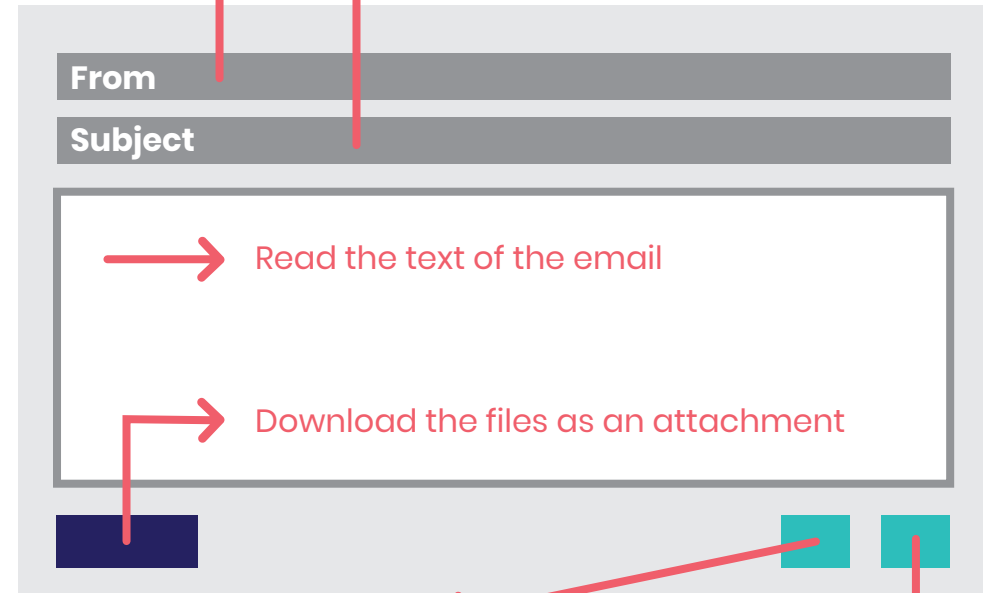 From
Subject
Read the text of the email
Download the files as an attachment